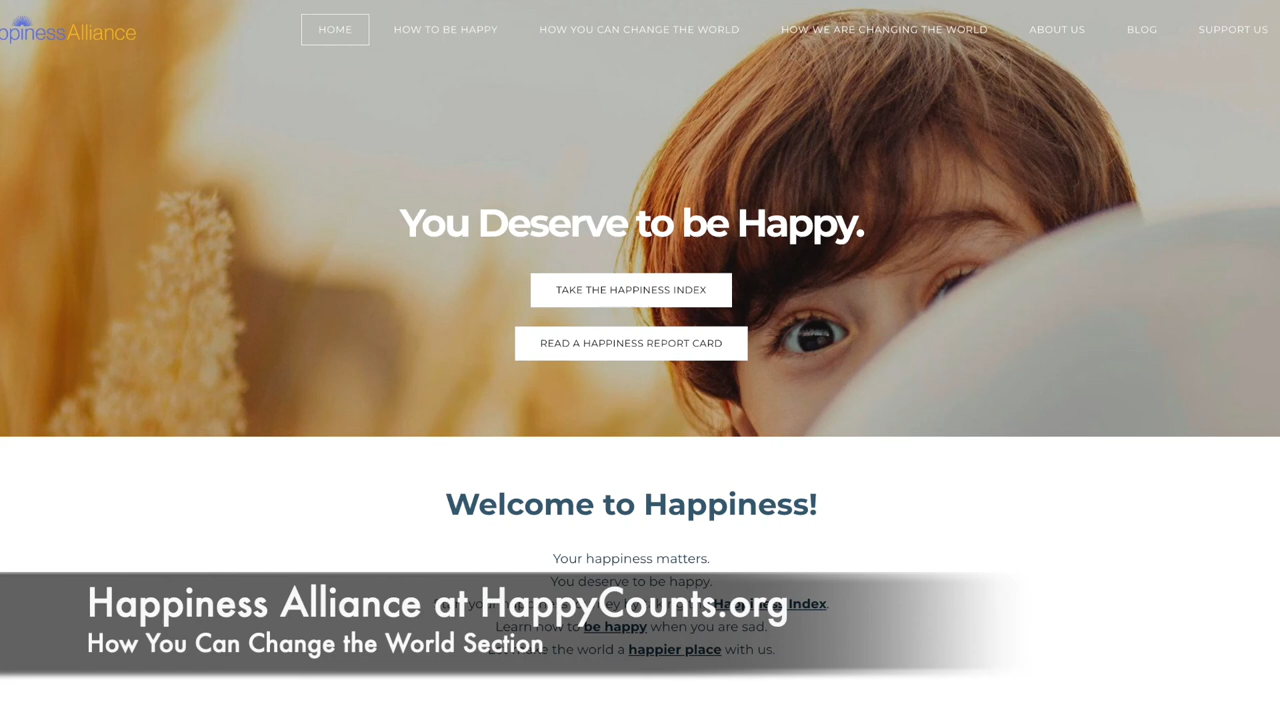 ppinessAlliance
HOME HOW TO BE HAPPY HOW YOU CAN CHANGE THE WORLD HOW WE ARE CHANGING THE WORLD ABOUT US BLOG SUPPORT US
You Deserve to be Happy.
TAKE THE HAPPINESS INDEX
READ A HAPPINESS REPORT CARD
Welcome to Happiness!
Your happiness matters.
You deserve to be happy.
Happiness Index.
Happiness Alliance at HappyCounts.org
Learn how to be happy when you are sad.
How You Can Change the World Section
the world a happier place with us.